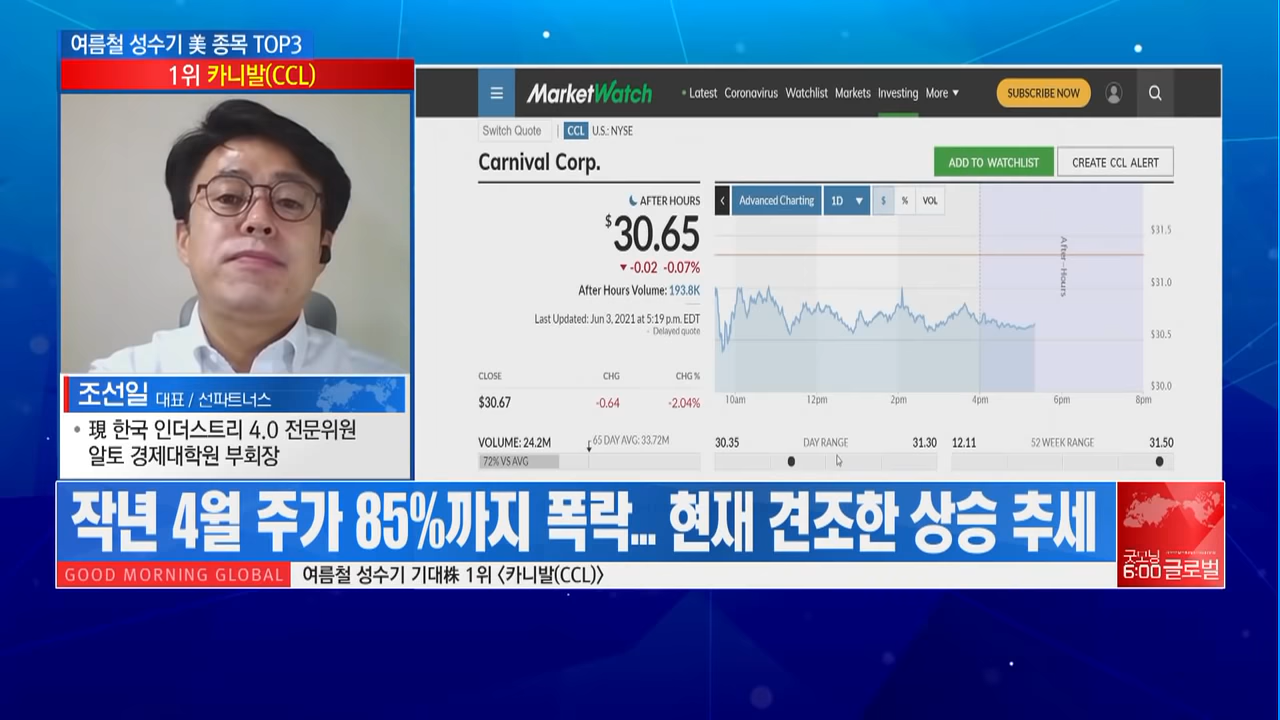 여름철 성수기 美 종목 TOP3
1위 카니발(CCL)
조선일 대표 / 선파트너스
• 現 한국 인더스트리 4.0 전문위원
알토 경제대학원 부회장
MarketWatch
• Latest Coronavirus Watchlist Markets Investing More ▼
SUBSCRIBE NOW
Switch Quote | CCL U.S.: NYSE
Carnival Corp.
ADD TO WATCHLIST
CREATE CCL ALERT
AFTER HOURS
$30.65
▼ -0.02 -0.07%
After Hours Volume: 193.8K
Last Updated: Jun 3, 2021 at 5:19 p.m. EDT
Delayed quote
CLOSE CHG CHG %
$30.67 -0.64 -2.04%
Advanced Charting 1D ▼ $ % VOL
After-Hours
$31.5
$31.0
$30.5
$30.0
10am 12pm 2pm 4pm 6pm 8pm
VOLUME: 24.2M 65 DAY AVG: 33.72M
72% VS AVG
30.35 DAY RANGE 31.30
12.11 52 WEEK RANGE 31.50
작년 4월 주가 85%까지 폭락... 현재 견조한 상승 추세
GOOD MORNING GLOBAL
여름철 성수기 기대株 1위 <카니발(CCL)>
굿모닝
6:00 글로벌